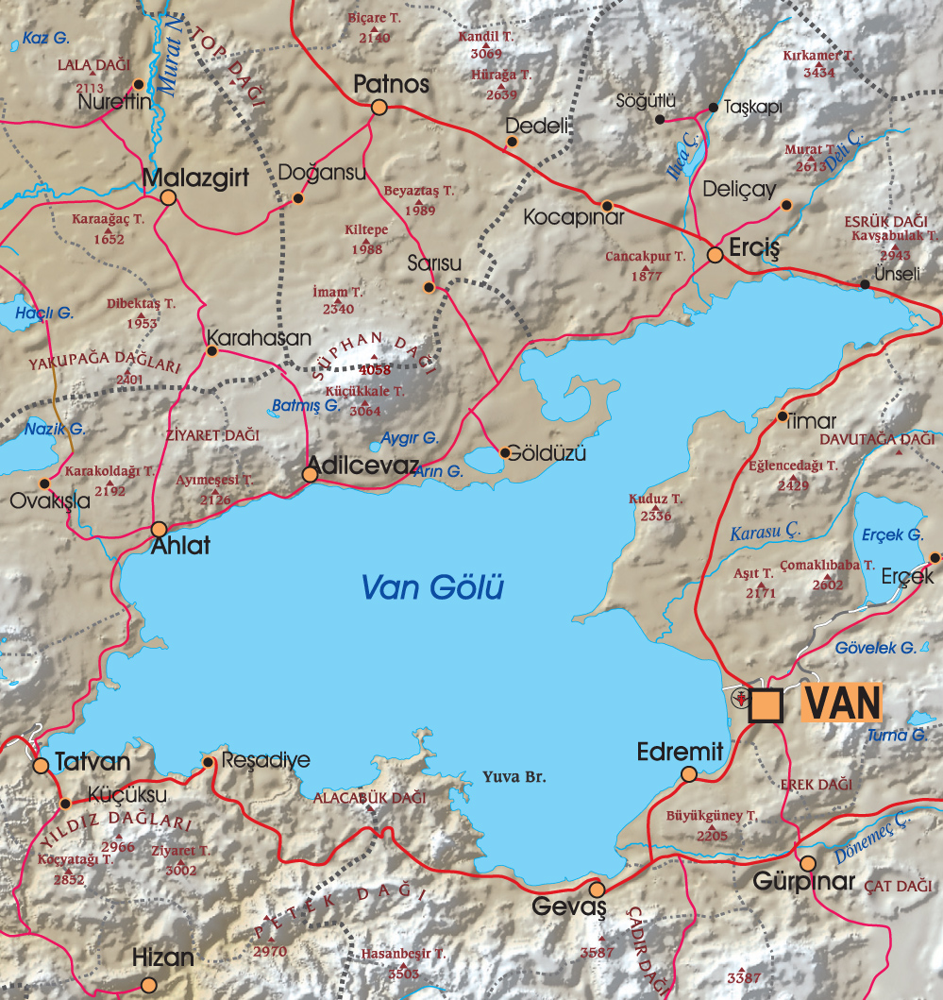 Biçare T.
2140
Kaz G.
Murat N.
TOP DAĞI
Kandil T.
3069
Kırkamer T.
3434
LALA DAĞI
2113
Nurettin
Patnos
Hürağa T.
2639
Söğütlü
Taşkapı
Dedeli
Ilıca Ç.
Murat T.
2613
Deli Ç.
Malazgirt
Doğansu
Beyaztaş T.
1989
Deliçay
Karaağaç T.
1652
Kiltepe
1988
Kocapınar
ESRÜK DAĞI
Kavşabulak T.
2943
Cancakpur T.
1877
Erciş
Ünseli
Sarısu
Haçlı G.
Dibektaş T.
1953
İmam T.
2340
Karahasan
SÜPHAN DAĞI
4058
YAKUPAĞA DAĞLARI
2401
Küçükkale T.
3064
Batmış G.
Nazik G.
ZİYARET DAĞI
Aygır G.
Timar
DAVUTAĞA DAĞI
Karakoldağı T.
2192
Ayımeşesi T.
2126
Adilcevaz
Arın G.
Göldüzü
Eğlencedağı T.
2429
Ovakışla
Kuduz T.
2336
Ahlat
Karasu Ç.
Erçek G.
Van Gölü
Aşıt T.
2171
Çomaklıbaba T.
2602
Erçek
Gövelek G.
VAN
Turna G.
Tatvan
Reşadiye
Edremit
Yuva Br.
Küçüksu
ALACABÜK DAĞI
EREK DAĞI
YILDIZ DAĞLARI
2966
Büyükgüney T.
2205
Dönemeç Ç.
Koçyatağı T.
2852
Ziyaret T.
3002
Gürpınar
ÇAT DAĞI
PETEK DAĞI
2970
Gevaş
ÇADIR DAĞI
Hizan
Hasanbeşir T.
3503
3587
3387